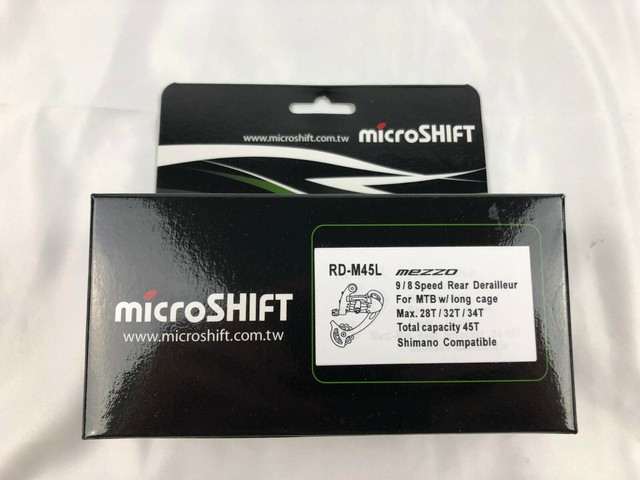 www.microshift.com.tw microSHIFT
microSHIFT
www.microshift.com.tw
RD-M45L mezzo
9/8 Speed Rear Derailleur
For MTB w/ long cage
Max. 28T / 32T / 34T
Total capacity 45T
Shimano Compatible